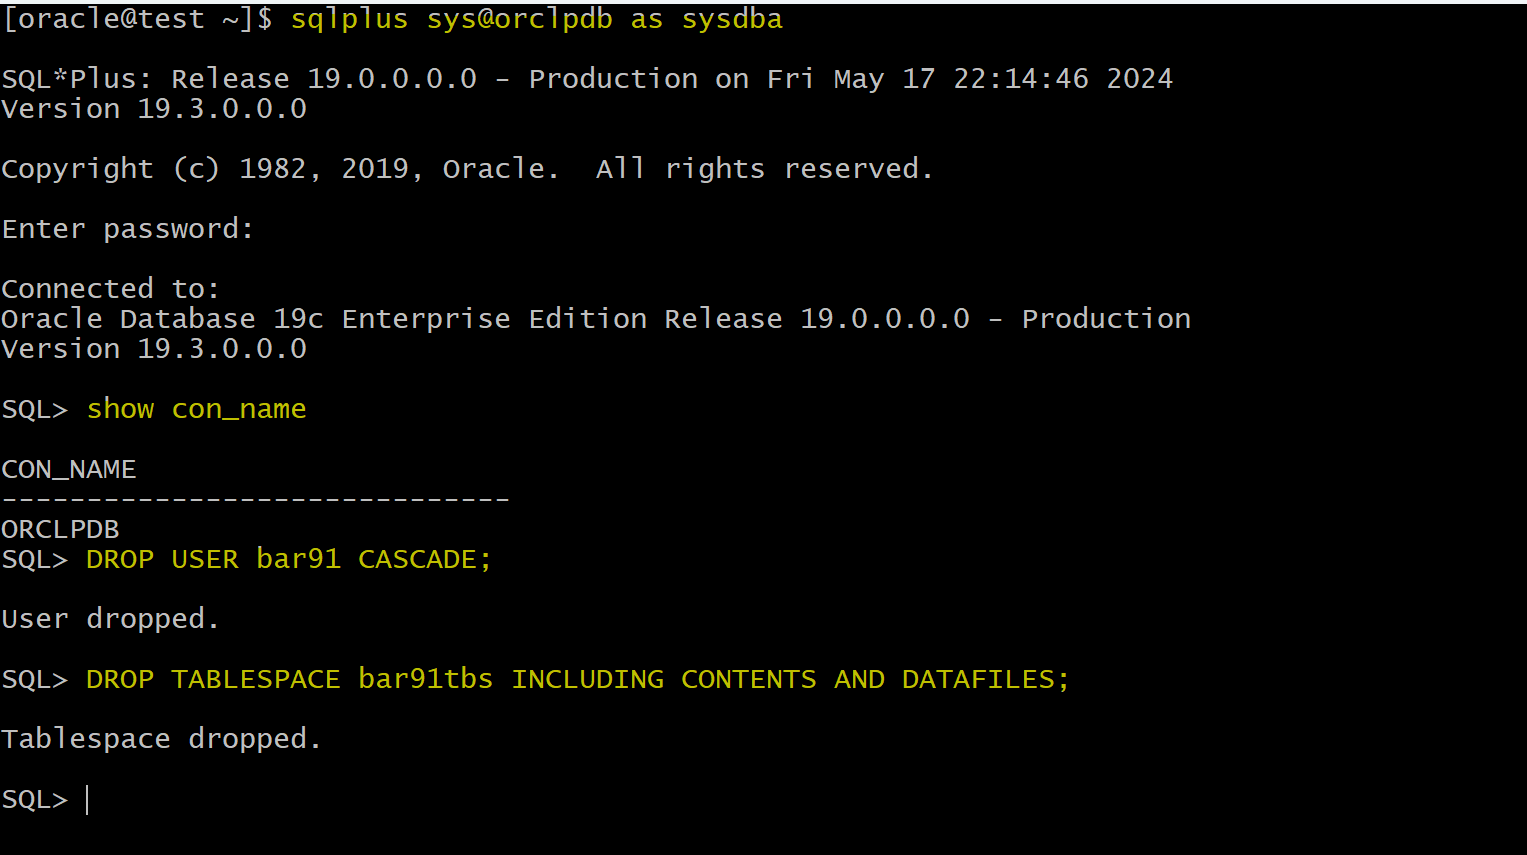 [oracle@test ~]$ sqlplus sys@orclpdb as sysdba
SQL*Plus: Release 19.0.0.0.0 - Production on Fri May 17 22:14:46 2024
Version 19.3.0.0.0
Copyright (c) 1982, 2019, Oracle.  All rights reserved.
Enter password:
Connected to:
Oracle Database 19c Enterprise Edition Release 19.0.0.0.0 - Production
Version 19.3.0.0.0
SQL> show con_name
CON_NAME
------------------------------
ORCLPDB
SQL> DROP USER bar91 CASCADE;
User dropped.
SQL> DROP TABLESPACE bar91tbs INCLUDING CONTENTS AND DATAFILES;
Tablespace dropped.
SQL>